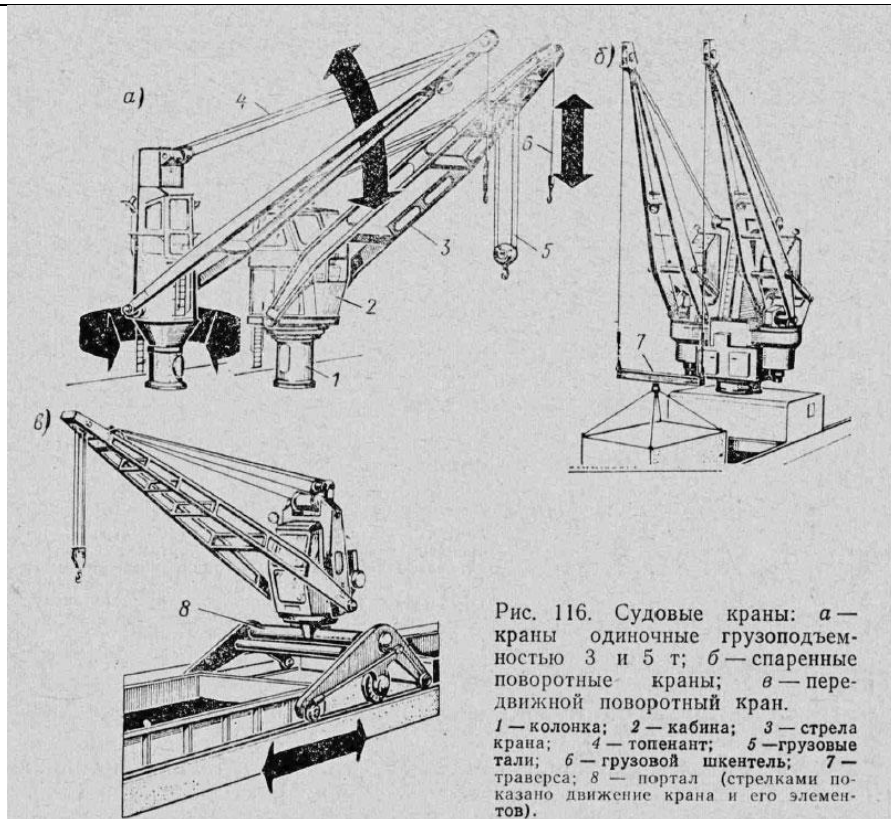 а)
4
6
3
5
2
1
б)
7
в)
8
Рис. 116. Судовые краны: а —
краны одиночные грузоподъем-
ностью 3 и 5 т; б — спаренные
поворотные краны; в — пере-
движной поворотный кран.
1 — колонка; 2 — кабина; 3 — стрела
крана; 4 — топенант; 5 — грузовые
тали; 6 — грузовой шкентель; 7 —
траверса; 8 — портал (стрелками по-
казано движение крана и его элемен-
тов).